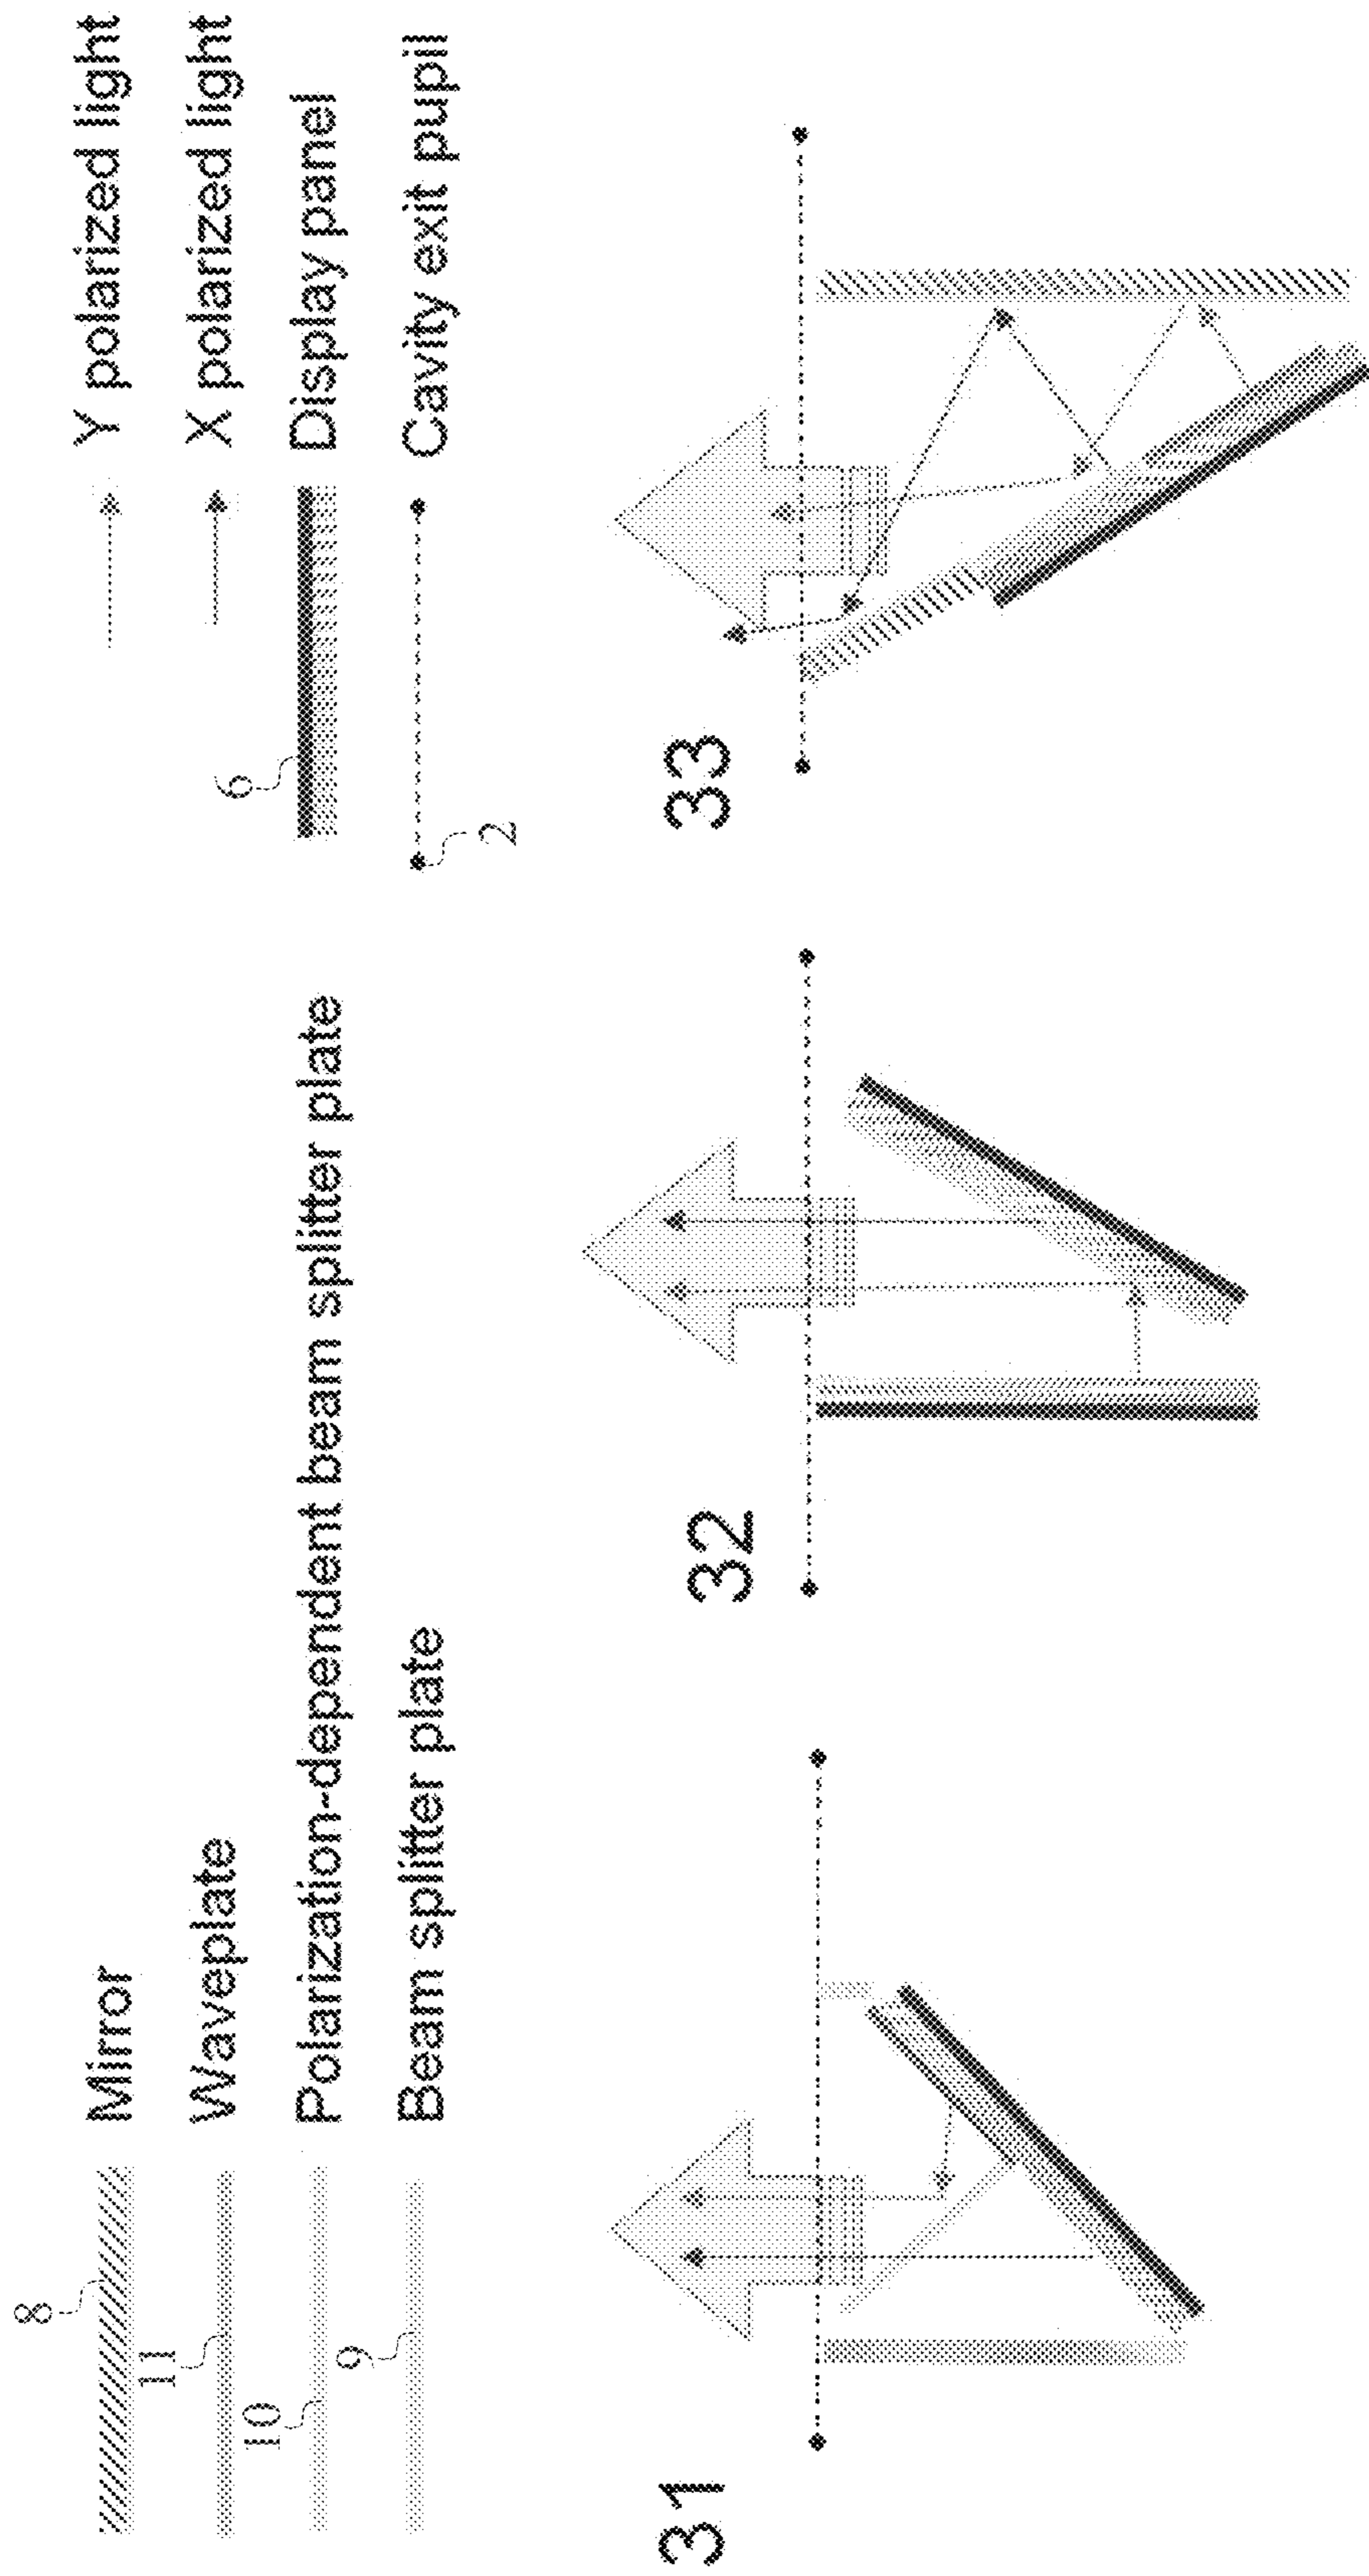 8
Mirror
11
Waveplate
10
Polarization-dependent beam splitter plate
9
Beam splitter plate
Y polarized light
X polarized light
6
Display panel
Cavity exit pupill
2
31
32
33